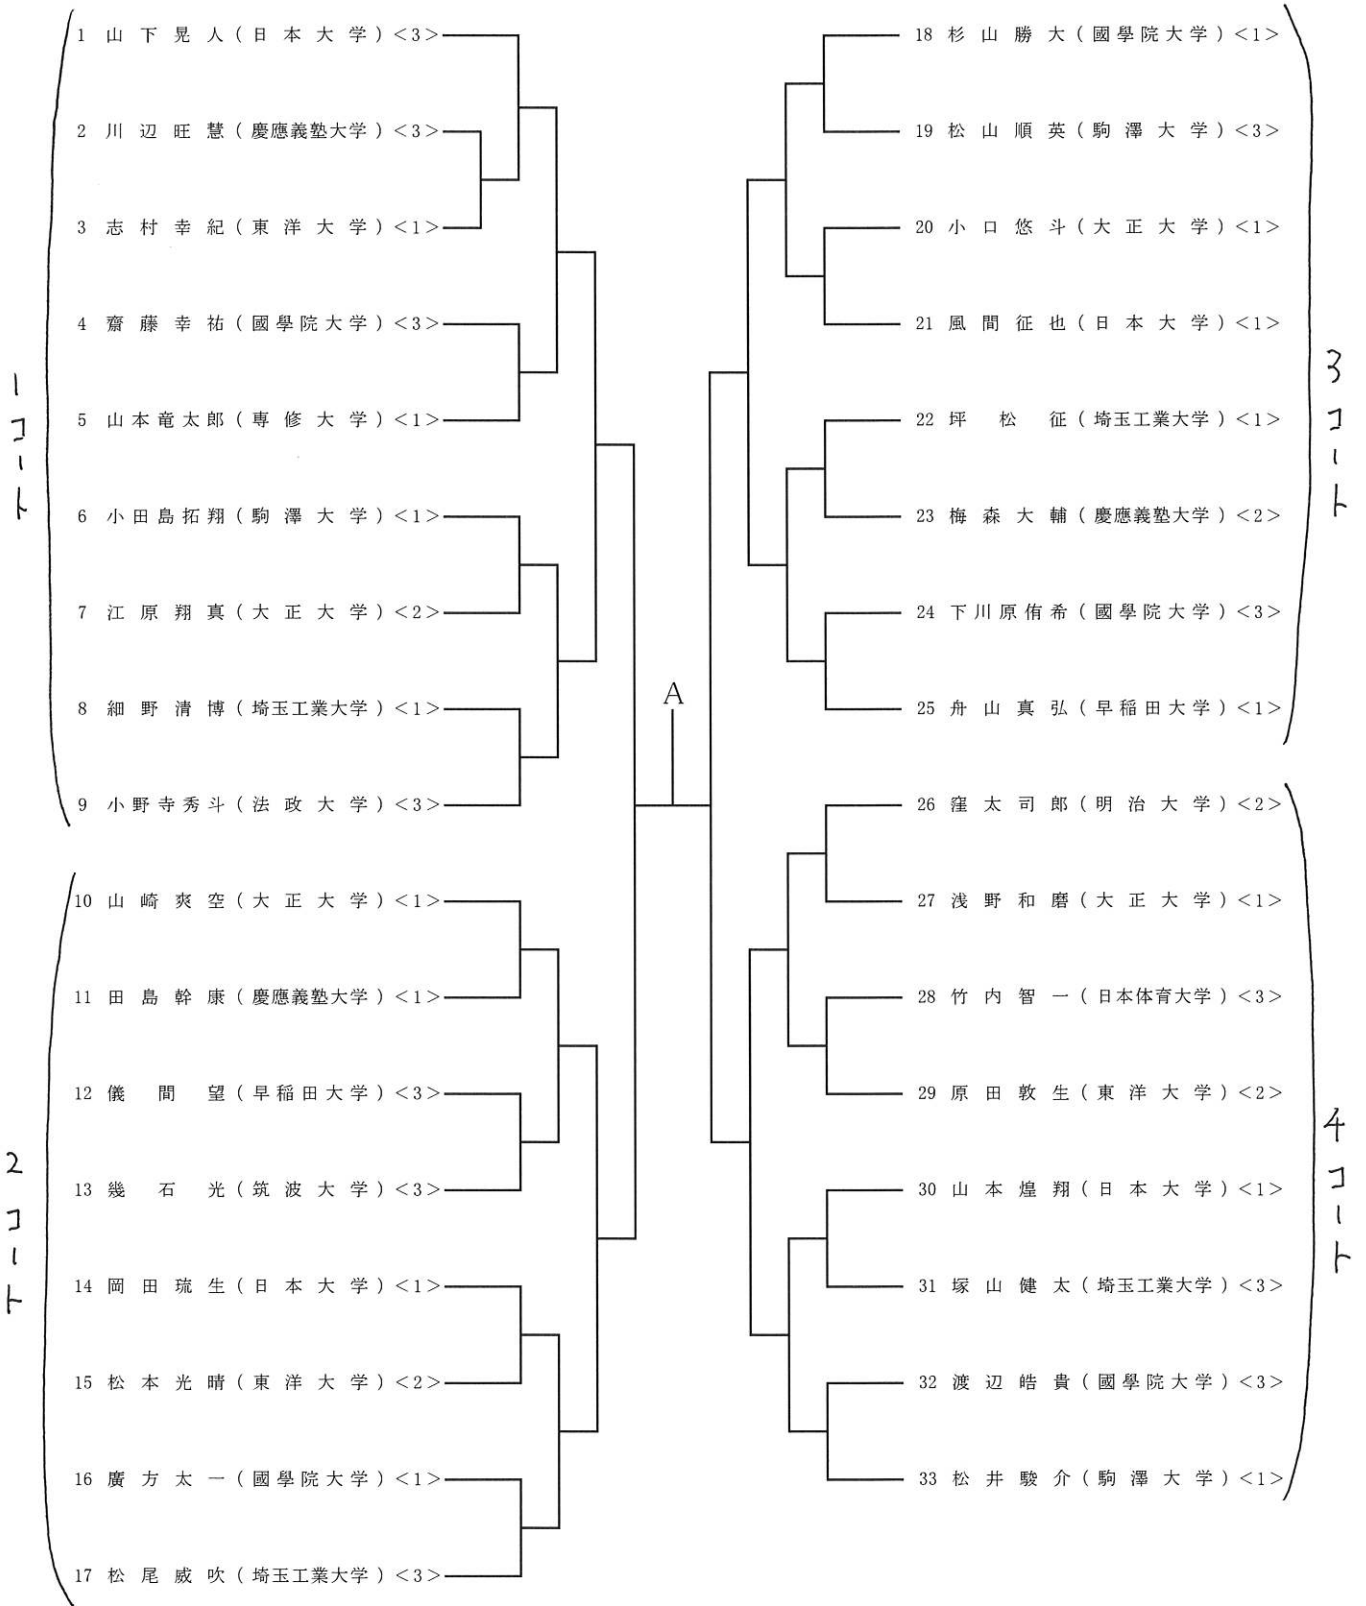 1 山下晃人(日本大学)<3>
2 川辺旺慧(慶應義塾大学)<3>
3 志村幸紀(東洋大学)<1>
4 齋藤幸祐(國學院大学)<3>
5 山本竜太郎(専修大学)<1>
6 小田島拓翔(駒澤大学)<1>
7 江原翔真(大正大学)<2>
8 細野清博(埼玉工業大学)<1>
9 小野寺秀斗(法政大学)<3>
1コート
10 山崎爽空(大正大学)<1>
11 田島幹康(慶應義塾大学)<1>
12 儀間望(早稲田大学)<3>
13 幾石光(筑波大学)<3>
14 岡田琉生(日本大学)<1>
15 松本光晴(東洋大学)<2>
16 廣方太一(國學院大学)<1>
17 松尾威吹(埼玉工業大学)<3>
2コート
A
18 杉山勝大(國學院大学)<1>
19 松山順英(駒澤大学)<3>
20 小口悠斗(大正大学)<1>
21 風間征也(日本大学)<1>
22 坪松征(埼玉工業大学)<1>
23 梅森大輔(慶應義塾大学)<2>
24 下川原侑希(國學院大学)<3>
25 舟山真弘(早稲田大学)<1>
3コート
26 窪太司郎(明治大学)<2>
27 浅野和磨(大正大学)<1>
28 竹内智一(日本体育大学)<3>
29 原田敦生(東洋大学)<2>
30 山本煌翔(日本大学)<1>
31 塚山健太(埼玉工業大学)<3>
32 渡辺皓貴(國學院大学)<3>
33 松井駿介(駒澤大学)<1>
4コート